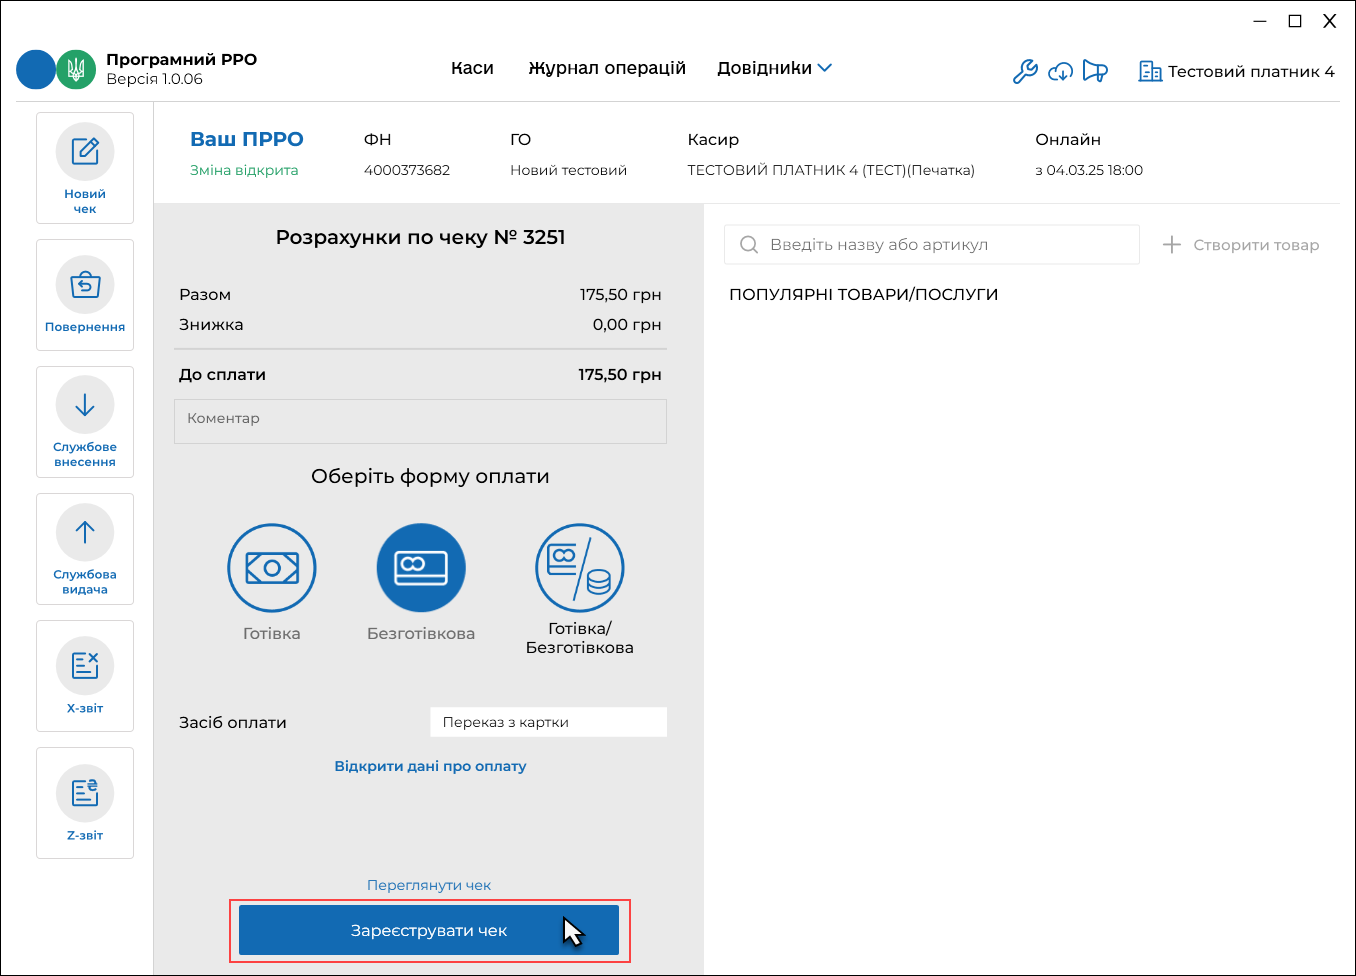 Програмний РРО
Версія 1.0.06
Каси
Журнал операцій
Довідники
Тестовий платник 4
Новий
чек
Повернення
Службове
внесення
Службова
видача
X-звіт
Z-звіт
Ваш ПРРО
Зміна відкрита
ФН
4000373682
ГО
Новий тестовий
Касир
ТЕСТОВИЙ ПЛАТНИК 4 (ТЕСТ)(Печатка)
Онлайн
з 04.03.25 18:00
Розрахунки по чеку № 3251
Разом 175,50 грн
Знижка 0,00 грн
До сплати 175,50 грн
Коментар
Оберіть форму оплати
Готівка
Безготівкова
Готівка/
Безготівкова
Засіб оплати
Переказ з картки
Відкрити дані про оплату
Переглянути чек
Зареєструвати чек
Введіть назву або артикул
Створити товар
ПОПУЛЯРНІ ТОВАРИ/ПОСЛУГИ